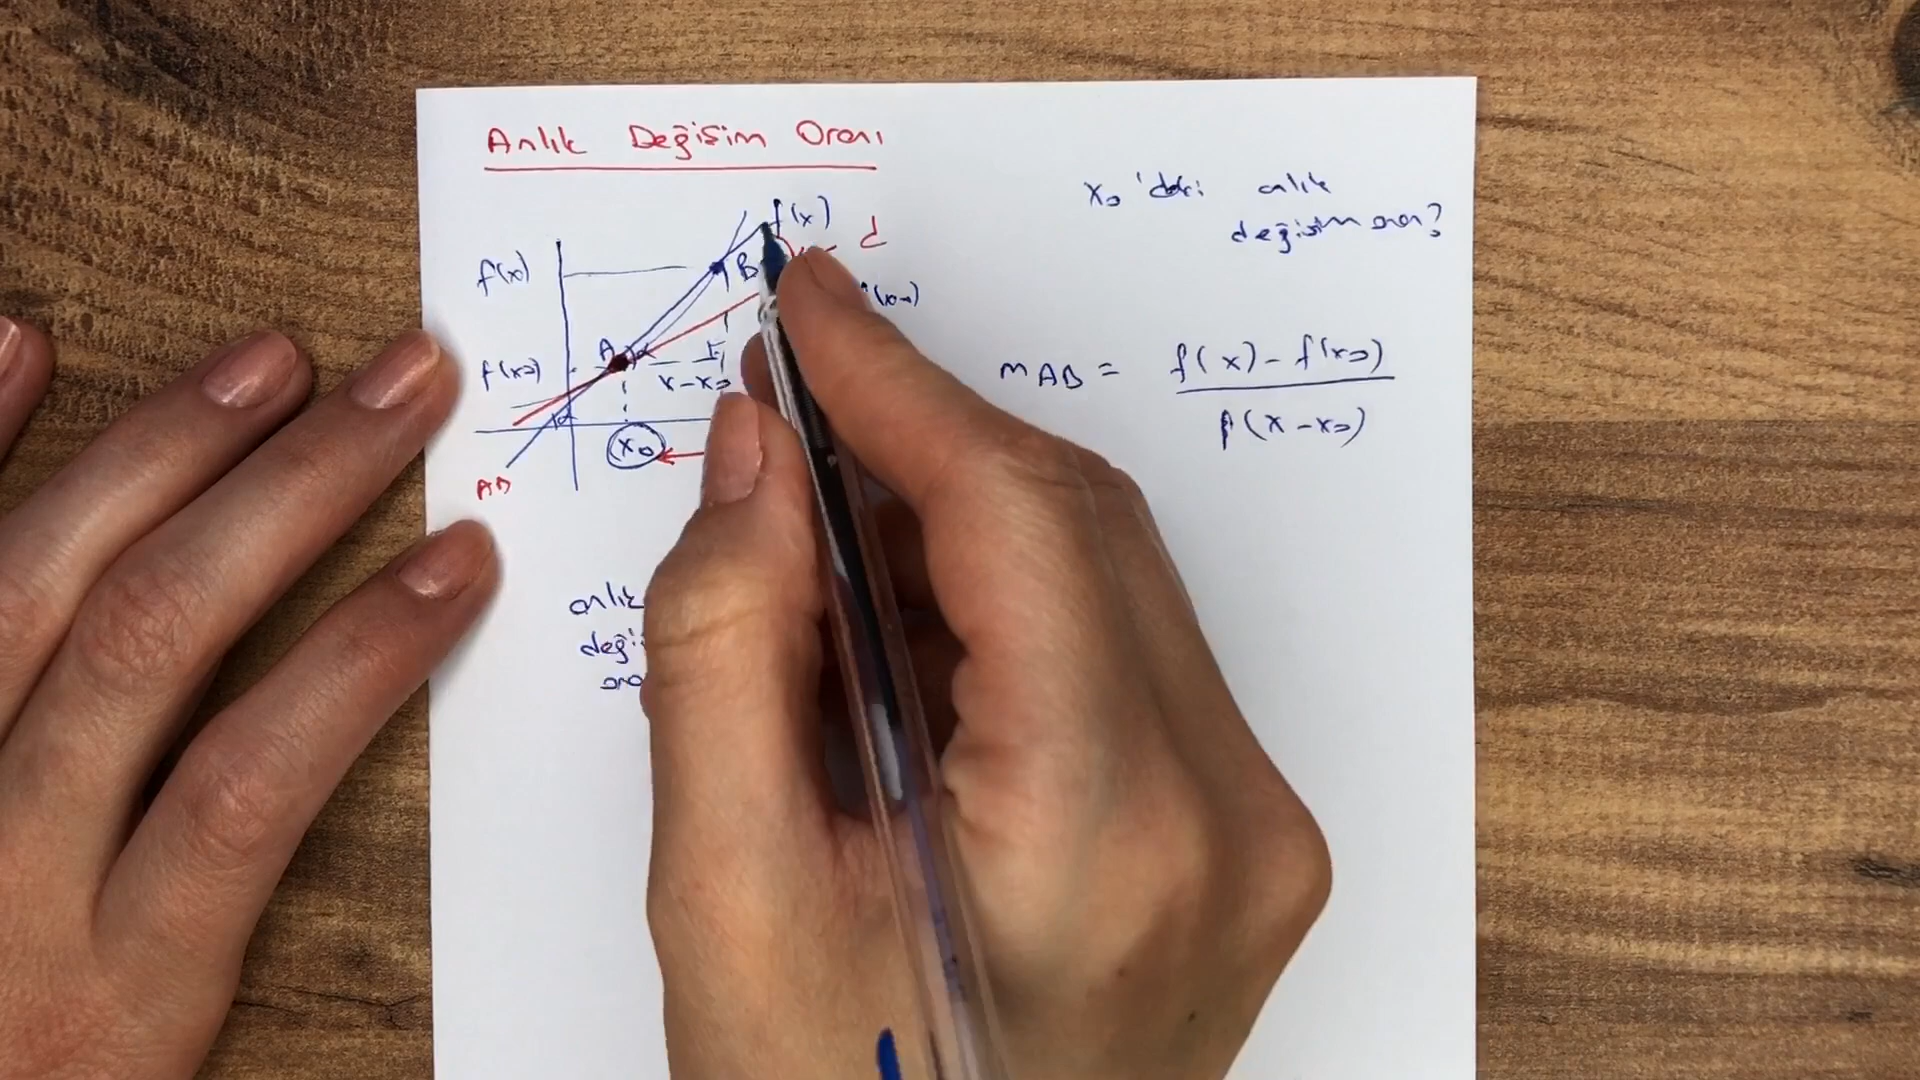 Anlık Değişim Oranı
x₀'daki anlık
değişim oranı?
f(x)
d
f(x)
B
A α
f(x₀)
x-x₀
α
x₀
AB
mAB = f(x) - f(x₀)
(x-x₀)
anlık
deği
ora